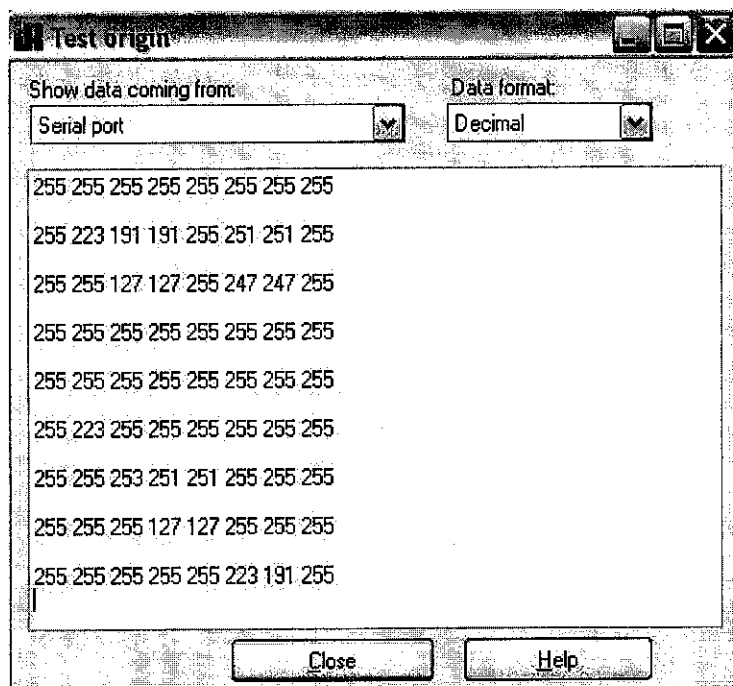 Test origin
Show data coming from:
Data format:
Serial port
Decimal
255 255 255 255 255 255 255 255
255 223 191 191 255 251 251 255
255 255 127 127 255 247 247 255
255 255 255 255 255 255 255 255
255 255 255 255 255 255 255 255
255 223 255 255 255 255 255 255
255 255 253 251 251 255 255 255
255 255 255 127 127 255 255 255
255 255 255 255 255 223 191 255
Close
Help